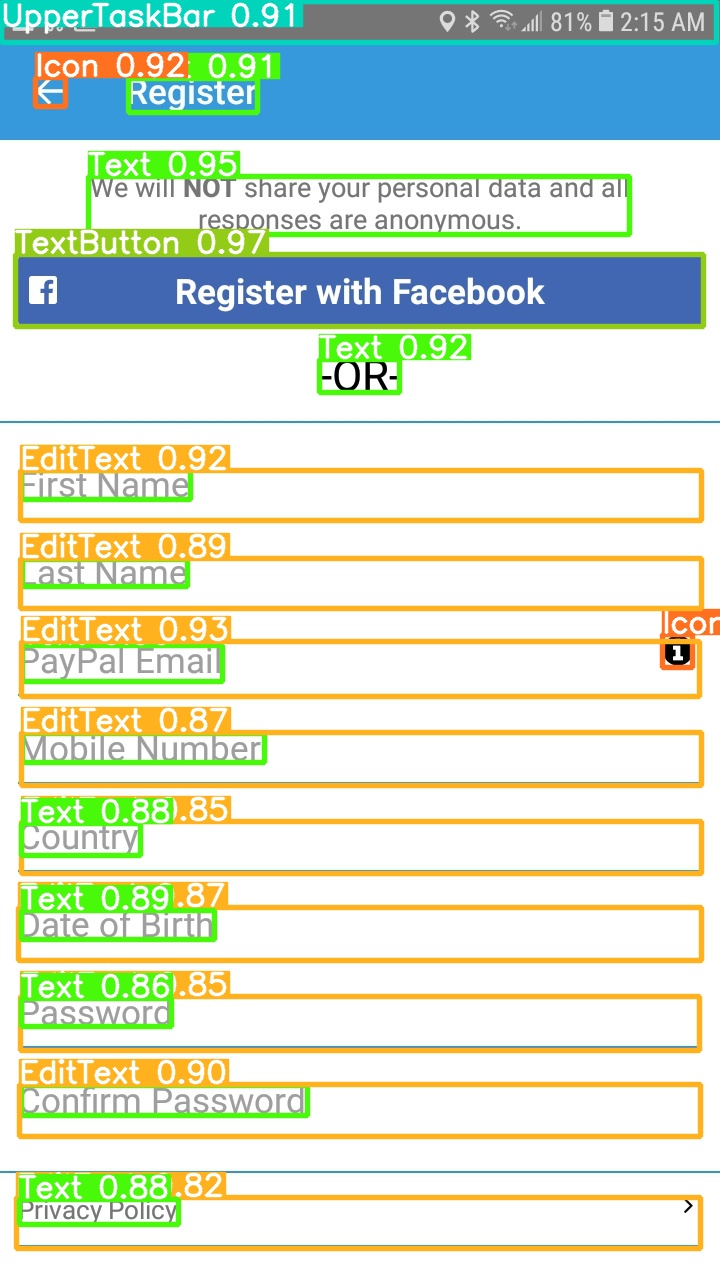 UpperTaskBar 0.91
81% 2:15 AM
Icon 0.92 0.91
Register
Text 0.95
We will NOT share your personal data and all
responses are anonymous.
TextButton 0.97
Register with Facebook
Text 0.92
-OR-
EditText 0.92
First Name
EditText 0.89
Last Name
EditText 0.93
Icon
PayPal Email
EditText 0.87
Mobile Number
Text 0.88 .85
Country
Text 0.89 .87
Date of Birth
Text 0.86 .85
Password
EditText 0.90
Confirm Password
Text 0.88 .82
Privacy Policy